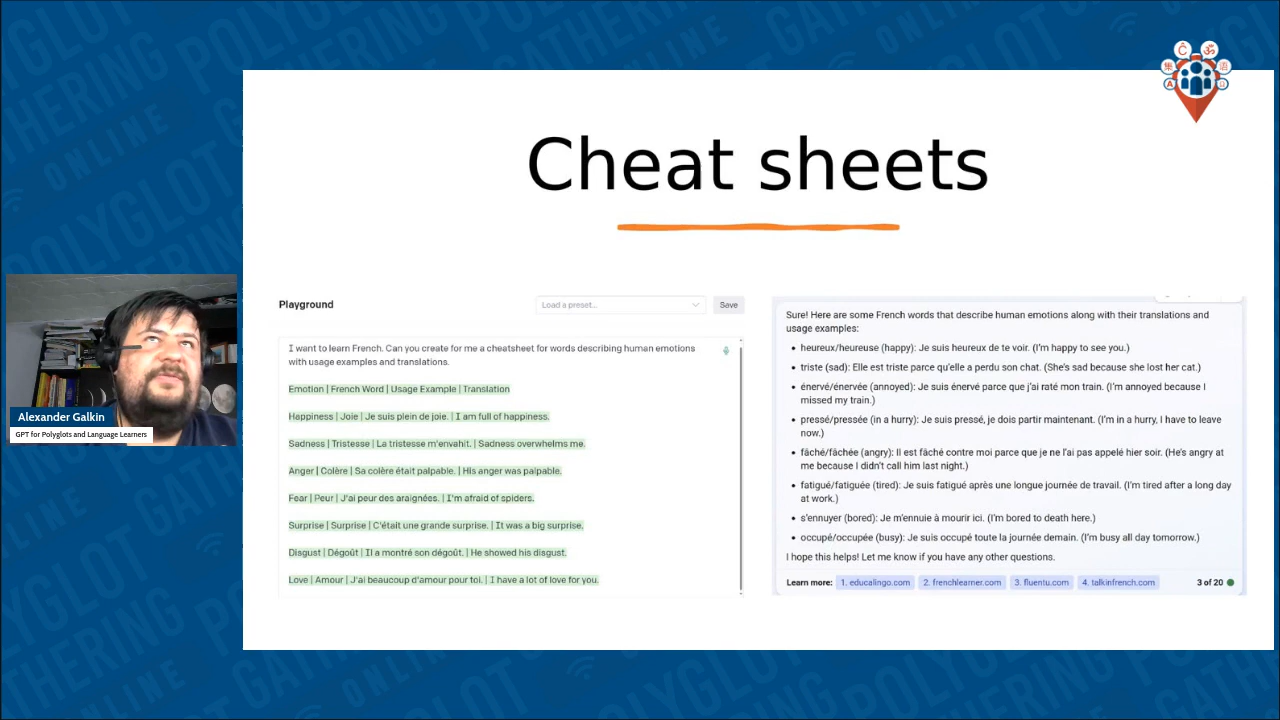 Cheat sheets
Playground
Load a preset...
Save
I want to learn French. Can you create for me a cheatsheet for words describing human emotions
with usage examples and translations.
Emotion | French Word | Usage Example | Translation
Happiness | Joie | Je suis plein de joie. | I am full of happiness.
Sadness | Tristesse | La tristesse m'envahit. | Sadness overwhelms me.
Anger | Colère | Sa colère était palpable. | His anger was palpable.
Fear | Peur | J'ai peur des araignées. | I'm afraid of spiders.
Surprise | Surprise | C'était une grande surprise. | It was a big surprise.
Disgust | Dégoût | Il a montré son dégoût. | He showed his disgust.
Love | Amour | J'ai beaucoup d'amour pour toi. | I have a lot of love for you.
Sure! Here are some French words that describe human emotions along with their translations and
usage examples:
• heureux/heureuse (happy): Je suis heureux de te voir. (I'm happy to see you.)
• triste (sad): Elle est triste parce qu'elle a perdu son chat. (She's sad because she lost her cat.)
• énervé/énervée (annoyed): Je suis énervé parce que j'ai raté mon train. (I'm annoyed because I
missed my train.)
• pressé/pressée (in a hurry): Je suis pressé, je dois partir maintenant. (I'm in a hurry, I have to leave
now.)
• fâché/fâchée (angry): Il est fâché contre moi parce que je ne l'ai pas appelé hier soir. (He's angry at
me because I didn't call him last night.)
• fatigué/fatiguée (tired): Je suis fatigué après une longue journée de travail. (I'm tired after a long day
at work.)
• s'ennuyer (bored): Je m'ennuie à mourir ici. (I'm bored to death here.)
• occupé/occupée (busy): Je suis occupé toute la journée demain. (I'm busy all day tomorrow.)
I hope this helps! Let me know if you have any other questions.
Learn more: 1. educalingo.com 2. frenchlearner.com 3. fluentu.com 4. talkinfrench.com 3 of 20
Alexander Galkin
GPT for Polyglots and Language Learners
POLYGLOT
GATHERING
ONLINE